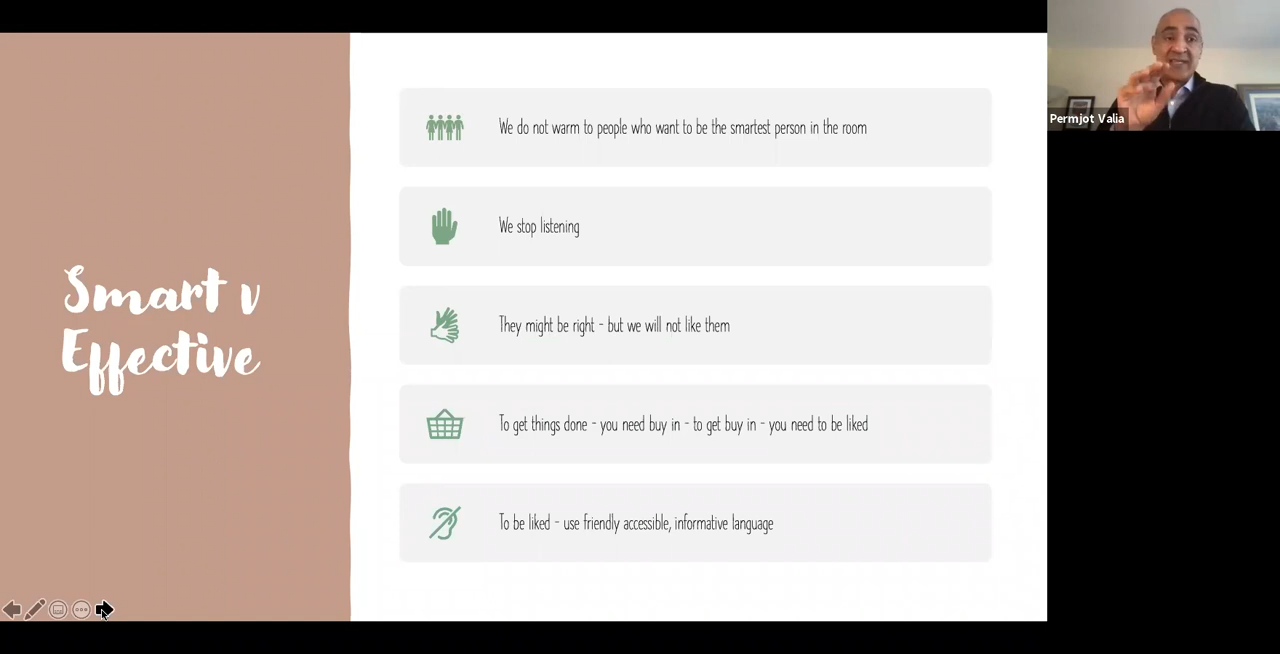 Smart v
Effective
We do not warm to people who want to be the smartest person in the room
We stop listening
They might be right - but we will not like them
To get things done - you need buy in - to get buy in - you need to be liked
To be liked - use friendly accessible, informative language
Permjot Valia